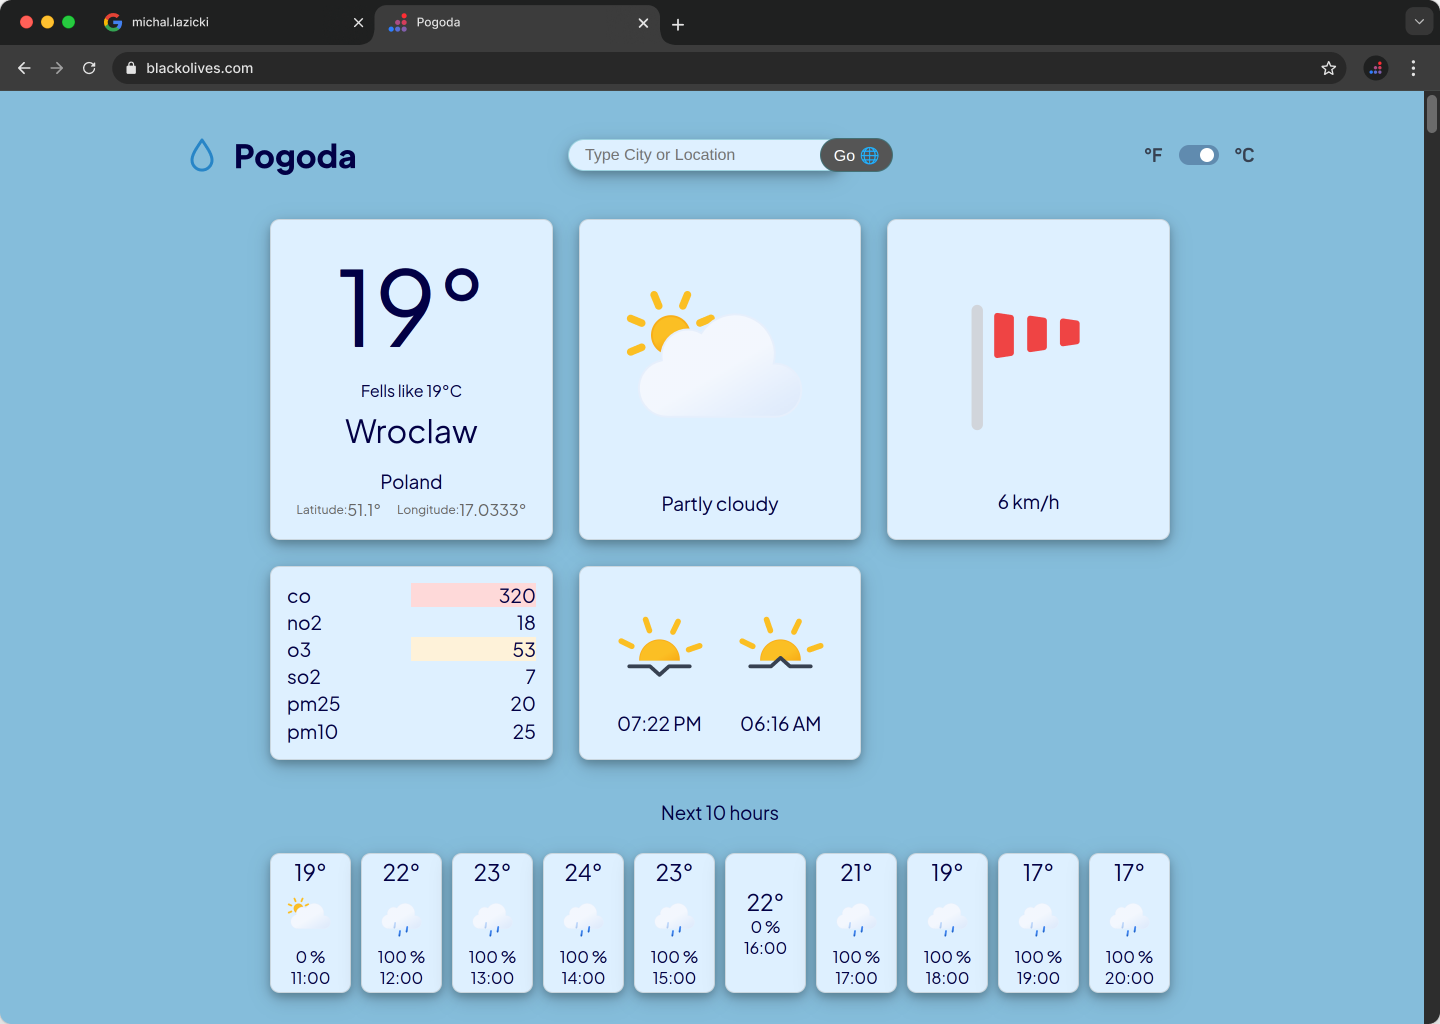 michal.lazicki
Pogoda
blackolives.com
Pogoda
Type City or Location
Go
°F
°C
19°
Fells like 19°C
Wroclaw
Poland
Latitude:51.1° Longitude:17.0333°
Partly cloudy
6 km/h
co 320
no2 18
o3 53
so2 7
pm25 20
pm10 25
07:22 PM 06:16 AM
Next 10 hours
19° 22° 23° 24° 23° 22° 21° 19° 17° 17°
0 % 100 % 100 % 100 % 100 % 0 % 100 % 100 % 100 % 100 %
11:00 12:00 13:00 14:00 15:00 16:00 17:00 18:00 19:00 20:00